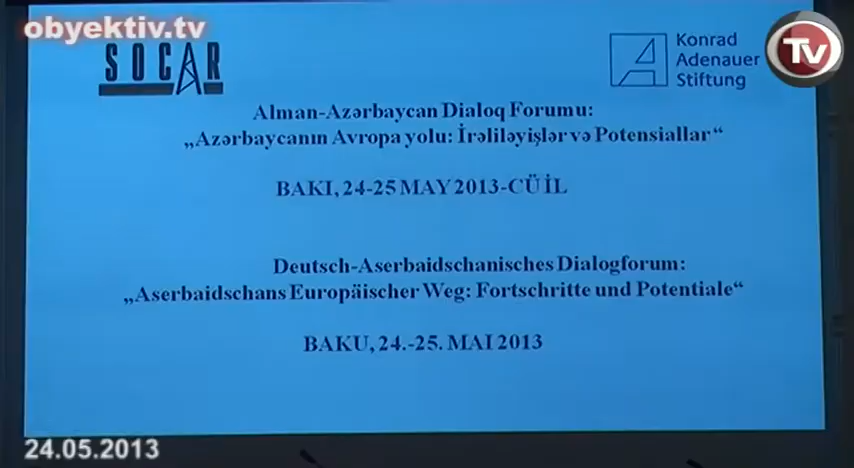 obyektiv.tv
SOCAR
Konrad
Adenauer
Stiftung
TV
Alman-Azərbaycan Dialoq Forumu:
„Azərbaycanın Avropa yolu: İrəliləyişlər və Potensiallar“
BAKI, 24-25 MAY 2013-CÜ İL
Deutsch-Aserbaidschanisches Dialogforum:
„Aserbaidschans Europäischer Weg: Fortschritte und Potentiale“
BAKU, 24.-25. MAI 2013
24.05.2013